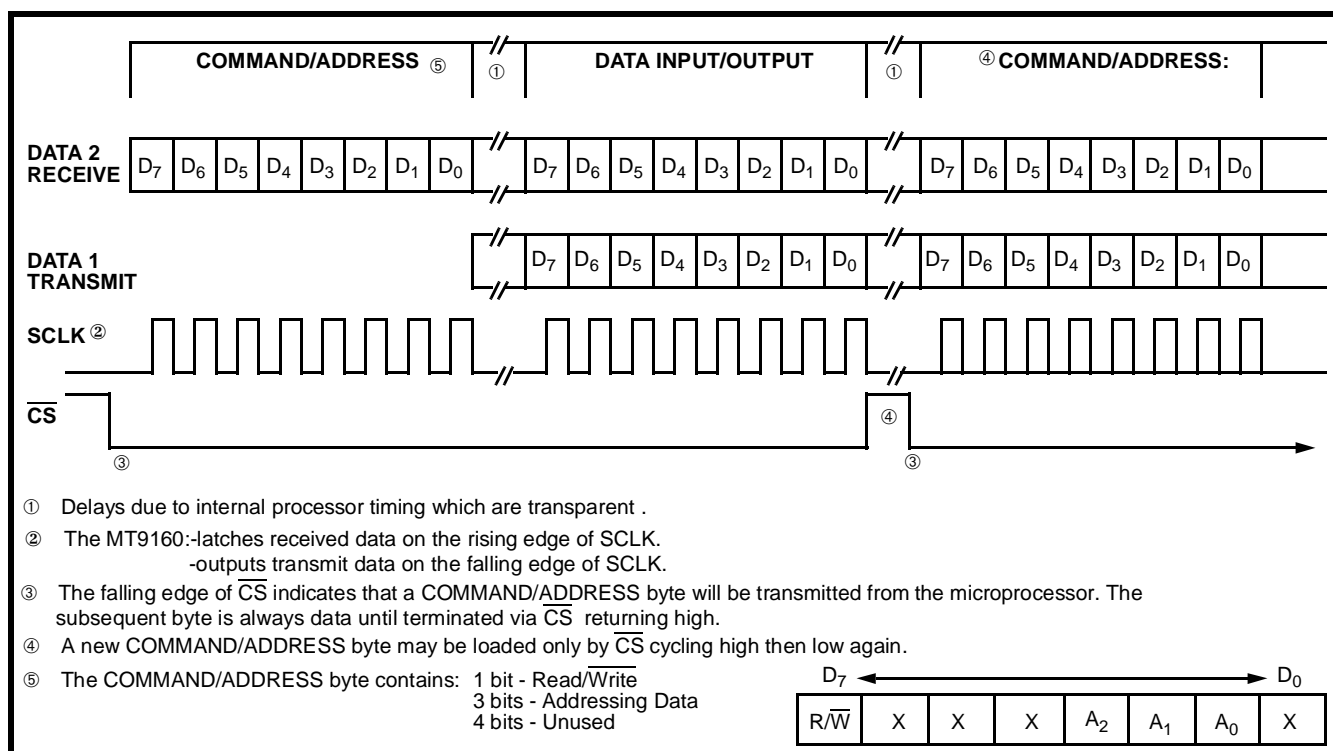 COMMAND/ADDRESS ⑤ ① DATA INPUT/OUTPUT ① ④ COMMAND/ADDRESS:
DATA 2
RECEIVE
D7 D6 D5 D4 D3 D2 D1 D0 D7 D6 D5 D4 D3 D2 D1 D0 D7 D6 D5 D4 D3 D2 D1 D0
DATA 1
TRANSMIT
D7 D6 D5 D4 D3 D2 D1 D0 D7 D6 D5 D4 D3 D2 D1 D0
SCLK ②
CS ④
③ ③
① Delays due to internal processor timing which are transparent .
② The MT9160:-latches received data on the rising edge of SCLK.
-outputs transmit data on the falling edge of SCLK.
③ The falling edge of CS indicates that a COMMAND/ADDRESS byte will be transmitted from the microprocessor. The
subsequent byte is always data until terminated via CS returning high.
④ A new COMMAND/ADDRESS byte may be loaded only by CS cycling high then low again.
⑤ The COMMAND/ADDRESS byte contains: 1 bit - Read/Write
3 bits - Addressing Data
4 bits - Unused
D7 D0
R/W X X X A2 A1 A0 X